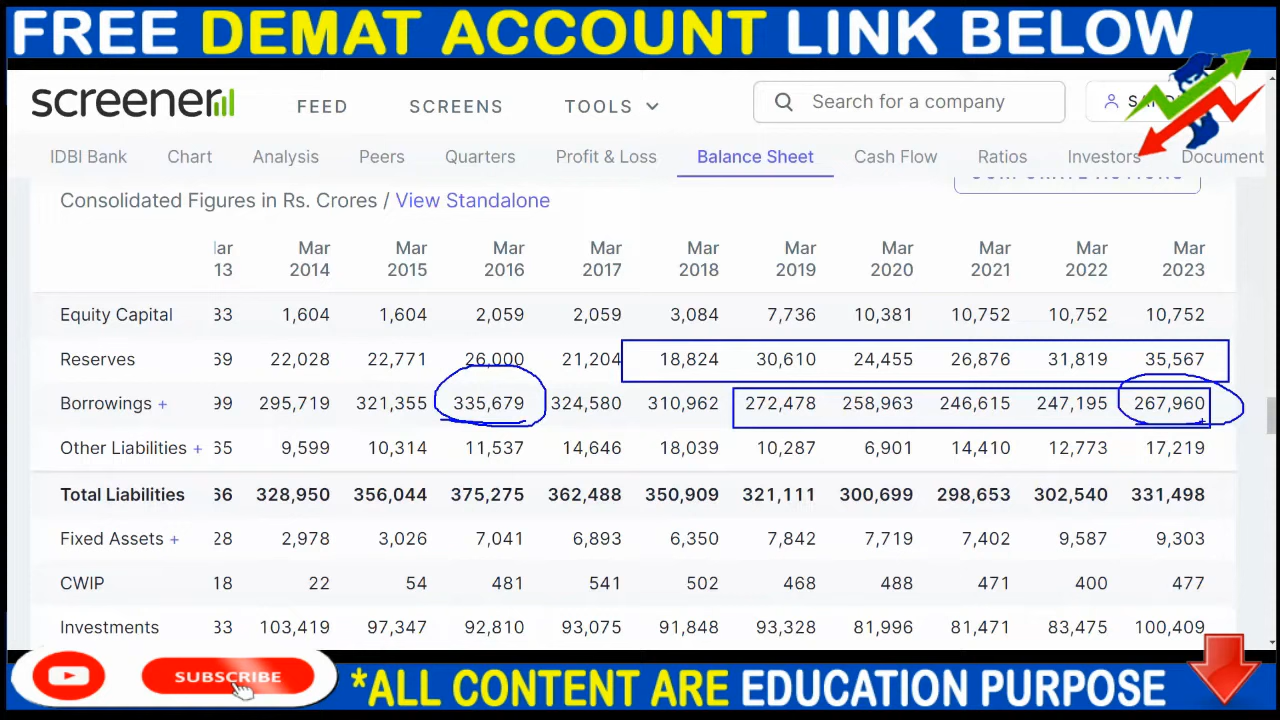 FREE DEMAT ACCOUNT LINK BELOW
screener FEED SCREENS TOOLS Search for a company
IDBI Bank Chart Analysis Peers Quarters Profit & Loss Balance Sheet Cash Flow Ratios Investors Document
Consolidated Figures in Rs. Crores / View Standalone
Mar Mar Mar Mar Mar Mar Mar Mar Mar Mar
13 2014 2015 2016 2017 2018 2019 2020 2021 2022 2023
Equity Capital 33 1,604 1,604 2,059 2,059 3,084 7,736 10,381 10,752 10,752 10,752
Reserves 69 22,028 22,771 26,000 21,204 18,824 30,610 24,455 26,876 31,819 35,567
Borrowings + 99 295,719 321,355 335,679 324,580 310,962 272,478 258,963 246,615 247,195 267,960
Other Liabilities + 65 9,599 10,314 11,537 14,646 18,039 10,287 6,901 14,410 12,773 17,219
Total Liabilities 66 328,950 356,044 375,275 362,488 350,909 321,111 300,699 298,653 302,540 331,498
Fixed Assets + 28 2,978 3,026 7,041 6,893 6,350 7,842 7,719 7,402 9,587 9,303
CWIP 18 22 54 481 541 502 468 488 471 400 477
Investments 33 103,419 97,347 92,810 93,075 91,848 93,328 81,996 81,471 83,475 100,409
SUBSCRIBE *ALL CONTENT ARE EDUCATION PURPOSE